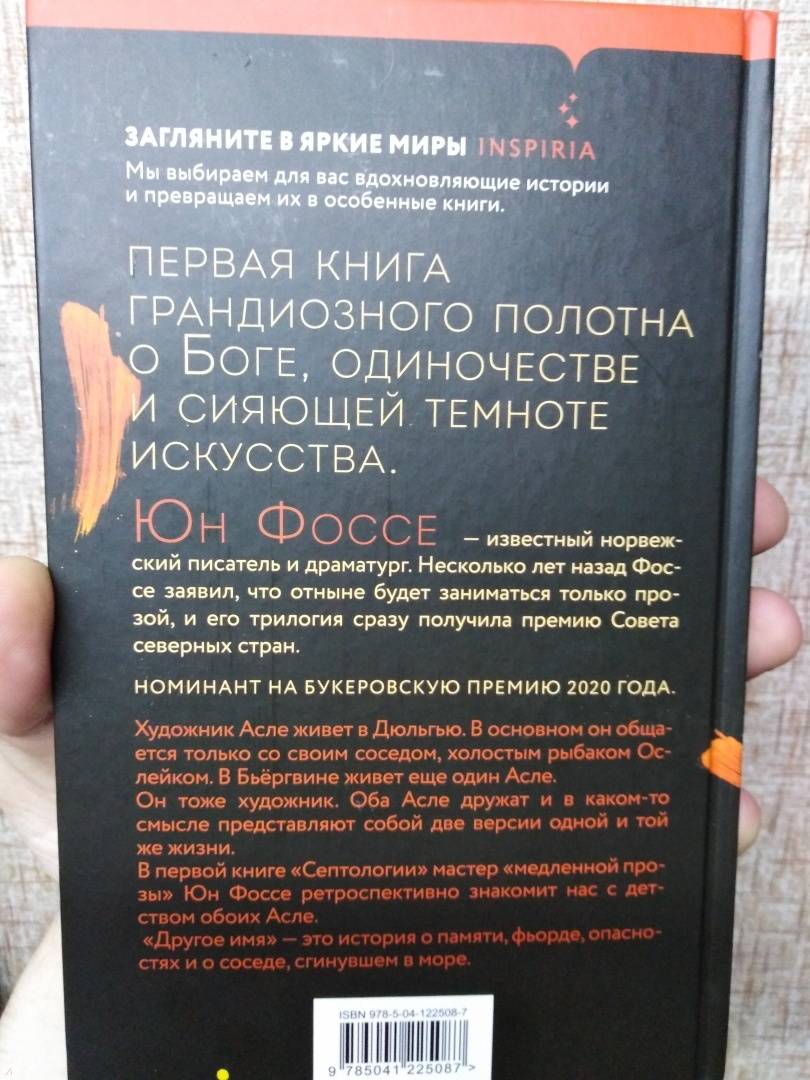 ЗАГЛЯНИТЕ В ЯРКИЕ МИРЫ INSPIRIA
Мы выбираем для вас вдохновляющие истории
и превращаем их в особенные книги.
ПЕРВАЯ КНИГА
ГРАНДИОЗНОГО ПОЛОТНА
О БОГЕ, ОДИНОЧЕСТВЕ
И СИЯЮЩЕЙ ТЕМНОТЕ
ИСКУССТВА.
ЮН ФОССЕ — известный норвеж-
ский писатель и драматург. Несколько лет назад Фос-
се заявил, что отныне будет заниматься только про-
зой, и его трилогия сразу получила премию Совета
северных стран.
НОМИНАНТ НА БУКЕРОВСКУЮ ПРЕМИЮ 2020 ГОДА.
Художник Асле живет в Дюльгью. В основном он обща-
ется только со своим соседом, холостым рыбаком Ос-
лейком. В Бьёргвине живет еще один Асле.
Он тоже художник. Оба Асле дружат и в каком-то
смысле представляют собой две версии одной и той
же жизни.
В первой книге «Септологии» мастер «медленной про-
зы» Юн Фоссе ретроспективно знакомит нас с дет-
ством обоих Асле.
«Другое имя» — это история о памяти, фьорде, опасно-
стях и о соседе, сгинувшем в море.
ISBN 978-5-04-122508-7
9 785041 225087 >